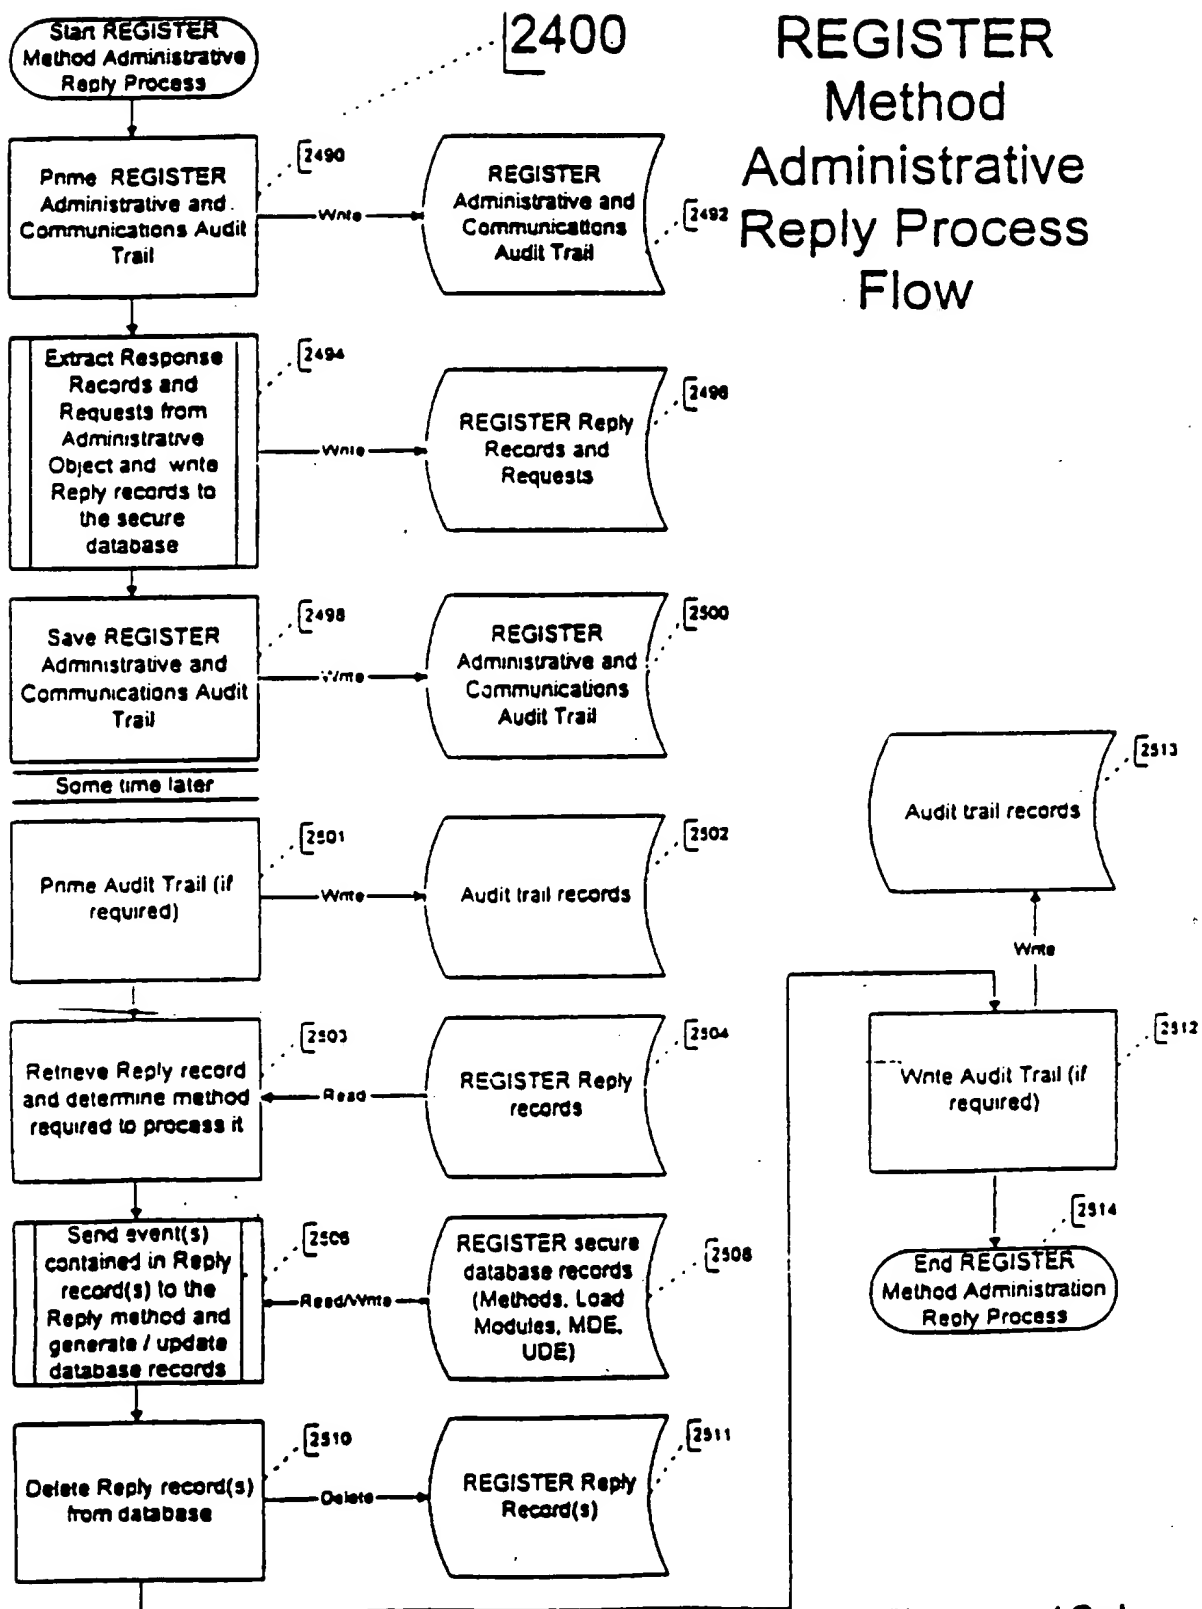 Start REGISTER
Method Administrative
Reply Process
2400
REGISTER
Method
Administrative
Reply Process
Flow
2490
Prime REGISTER
Administrative and
Communications Audit
Trail
Write
REGISTER
Administrative and
Communications
Audit Trail
2492
2494
Extract Response
Records and
Requests from
Administrative
Object and write
Reply records to
the secure
database
Write
REGISTER Reply
Records and
Requests
2496
2498
Save REGISTER
Administrative and
Communications Audit
Trail
Write
REGISTER
Administrative and
Communications
Audit Trail
2500
Some time later
2501
Prime Audit Trail (if
required)
Write
Audit trail records
2502
2503
Retrieve Reply record
and determine method
required to process it
Read
REGISTER Reply
records
2504
2506
Send event(s)
contained in Reply
record(s) to the
Reply method and
generate / update
database records
Read/Write
REGISTER secure
database records
(Methods, Load
Modules, MDE,
UDE)
2508
2510
Delete Reply record(s)
from database
Delete
REGISTER Reply
Record(s)
2511
2513
Audit trail records
Write
2512
Write Audit Trail (if
required)
2514
End REGISTER
Method Administration
Reply Process